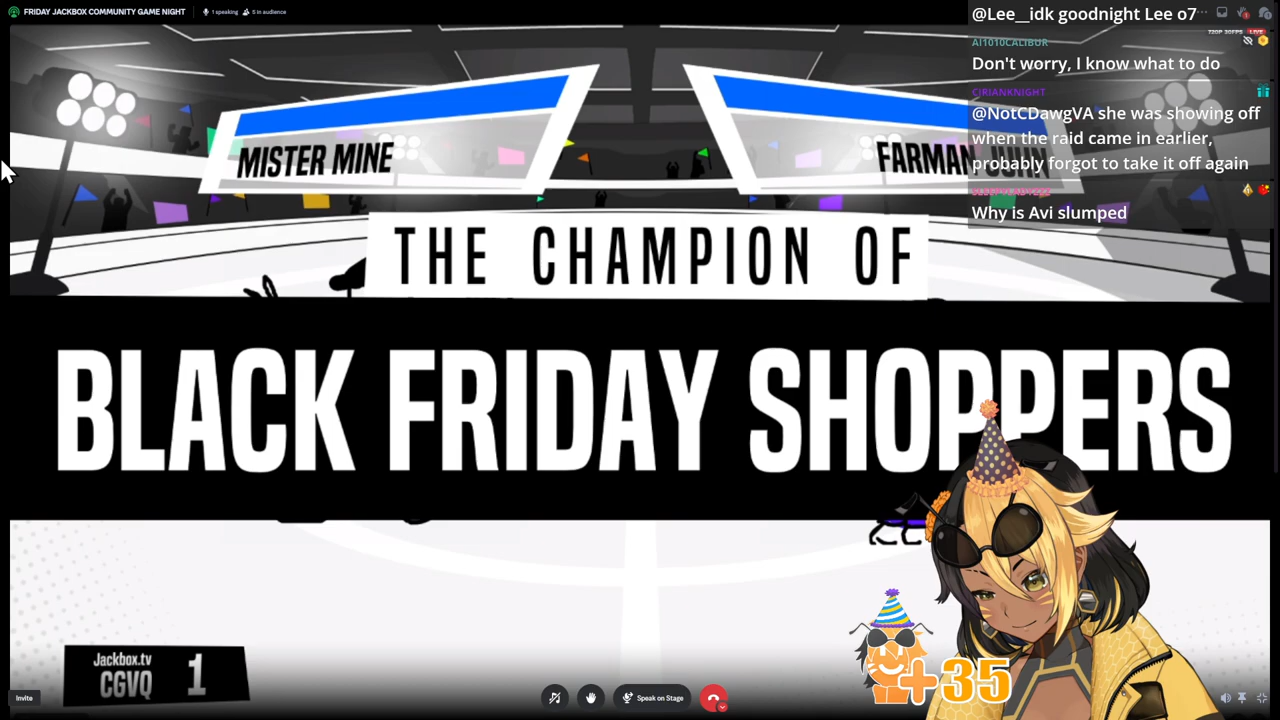 FRIDAY JACKBOX COMMUNITY GAME NIGHT
1 speaking
5 in audience
@Lee__idk goodnight Lee o7
720P 30FPS LIVE
AI1010CALIBUR
Don't worry, I know what to do
CIRIANKNIGHT
@NotCDawgVA she was showing off
when the raid came in earlier,
probably forgot to take it off again
Why is Avi slumped
MISTER MINE
THE CHAMPION OF
BLACK FRIDAY SHOPPERS
Jackbox.tv
CGVQ
1
+35
Invite
Speak on Stage